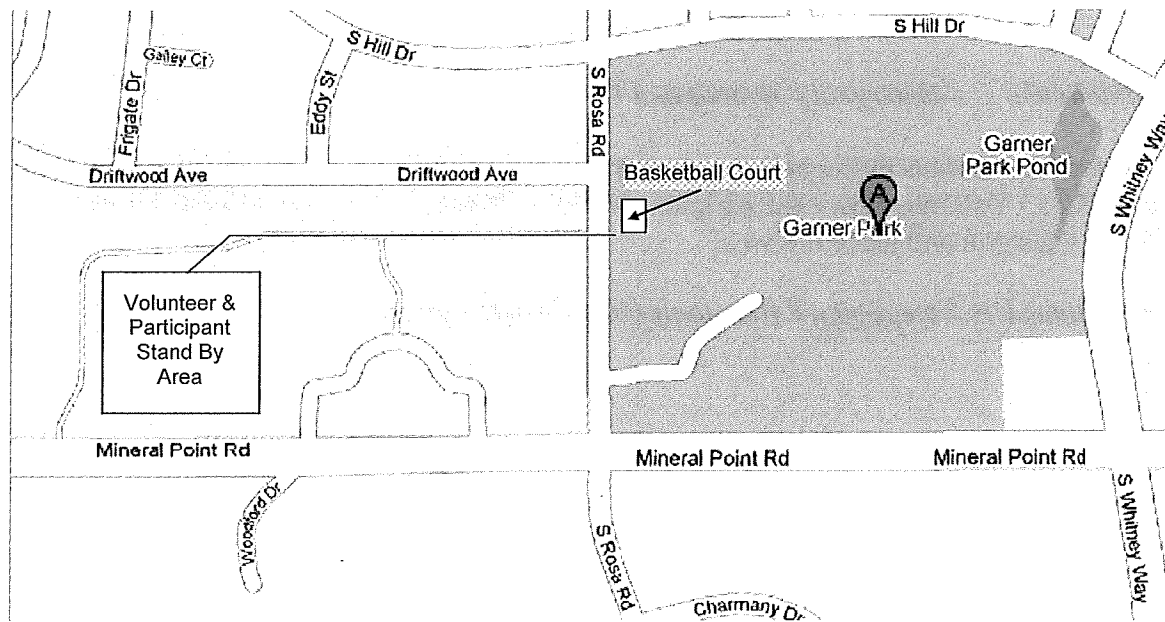 S Hill Dr
S Hill Dr
Gailey Ct
Frigate Dr
Eddy St
S Rosa Rd
S Whitney Way
Garner
Park Pond
Driftwood Ave
Driftwood Ave
Basketball Court
A
Garner Park
Volunteer &
Participant
Stand By
Area
Mineral Point Rd
Mineral Point Rd
Mineral Point Rd
Woodford Dr
S Rosa Rd
S Whitney Way
Charmany Dr